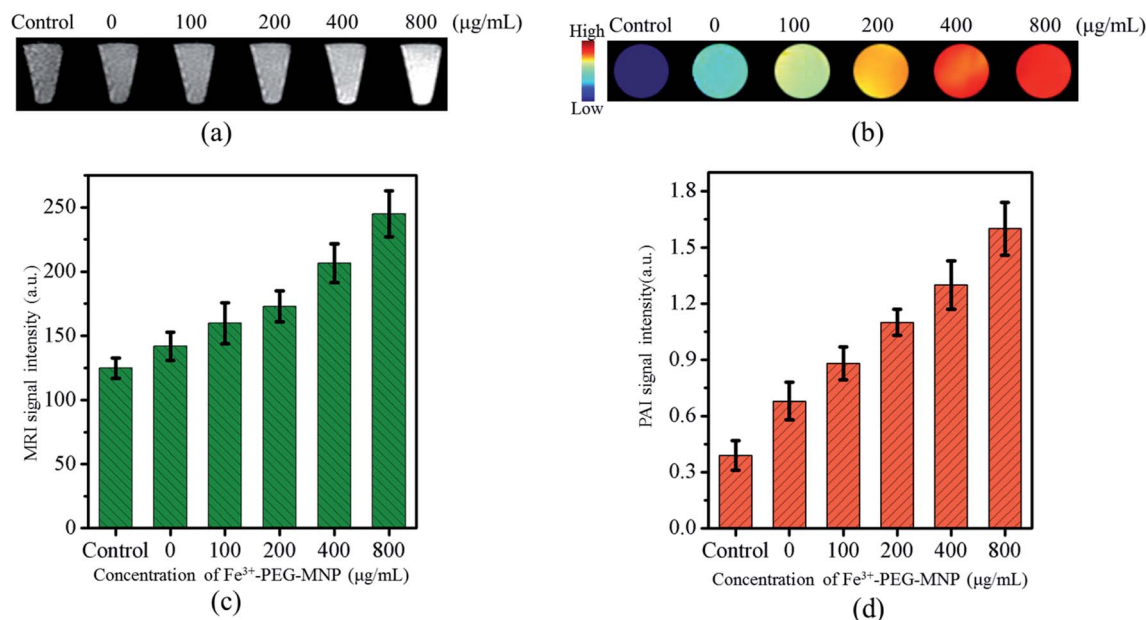 Control 0 100 200 400 800 (μg/mL)
(a)
Control 0 100 200 400 800 (μg/mL)
High
Low
(b)
MRI signal intensity (a.u.)
250
200
150
100
50
0
Control 0 100 200 400 800
Concentration of Fe³⁺-PEG-MNP (μg/mL)
(c)
PAI signal intensity(a.u.)
1.8
1.5
1.2
0.9
0.6
0.3
0.0
Control 0 100 200 400 800
Concentration of Fe³⁺-PEG-MNP (μg/mL)
(d)